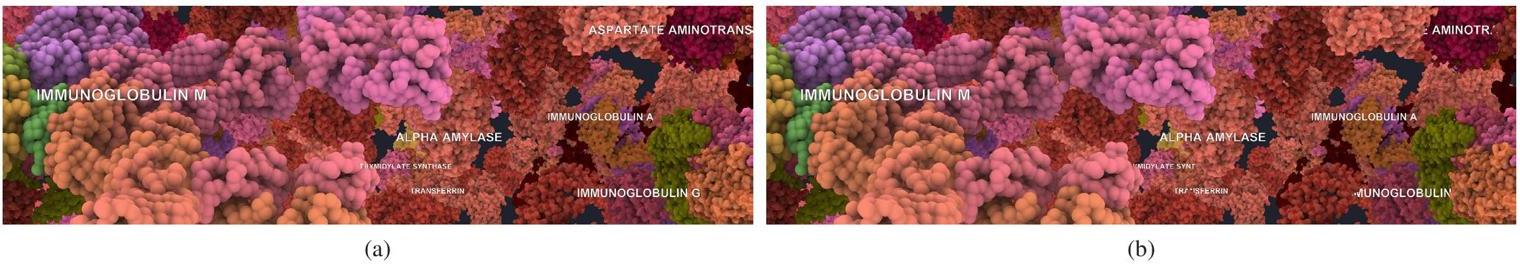 ASPARTATE AMINOTRANS
IMMUNOGLOBULIN M
IMMUNOGLOBULIN A
ALPHA AMYLASE
THYMIDYLATE SYNTHASE
TRANSFERRIN
IMMUNOGLOBULIN G
(a)
E AMINOTR
IMMUNOGLOBULIN M
IMMUNOGLOBULIN A
ALPHA AMYLASE
MIDYLATE SYNT
TRANSFERRIN
MUNOGLOBULIN
(b)